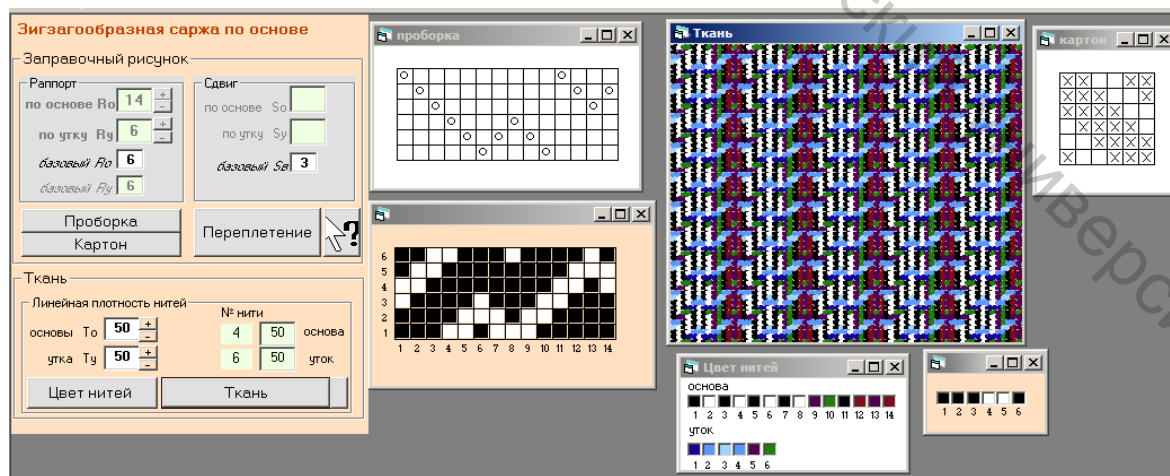 Зигзагообразная саржа по основе
Заправочный рисунок
Раппорт
по основе Ro 14
по утку Ry 6
базовый Ro 6
базовый Ry 6
Сдвиг
по основе So
по утку Sy
базовый Sв 3
Проборка
Картон
Переплетение
?
Ткань
Линейная плотность нитей
основы То 50
утка Ту 50
№ нити
4 50 основа
6 50 уток
Цвет нитей
Ткань
проборка
6
5
4
3
2
1
1 2 3 4 5 6 7 8 9 10 11 12 13 14
Ткань
картон
Цвет нитей
основа
1 2 3 4 5 6 7 8 9 10 11 12 13 14
уток
1 2 3 4 5 6
1 2 3 4 5 6